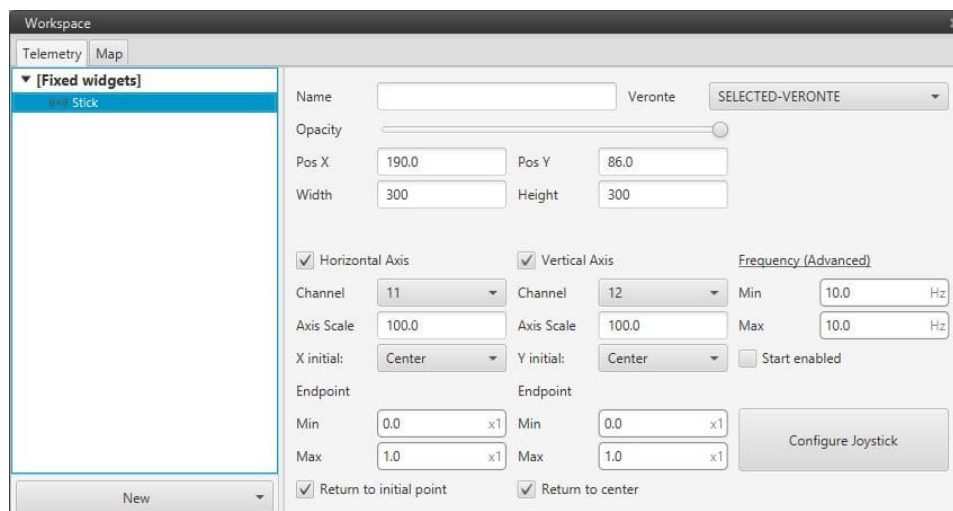 Workspace
Telemetry Map
[Fixed widgets]
Stick
Name Veronte SELECTED-VERONTE
Opacity
Pos X 190.0 Pos Y 86.0
Width 300 Height 300
Horizontal Axis Vertical Axis Frequency (Advanced)
Channel 11 Channel 12 Min 10.0 Hz
Axis Scale 100.0 Axis Scale 100.0 Max 10.0 Hz
X initial: Center Y initial: Center Start enabled
Endpoint Endpoint
Min 0.0 x1 Min 0.0 x1
Configure Joystick
Max 1.0 x1 Max 1.0 x1
Return to initial point Return to center
New